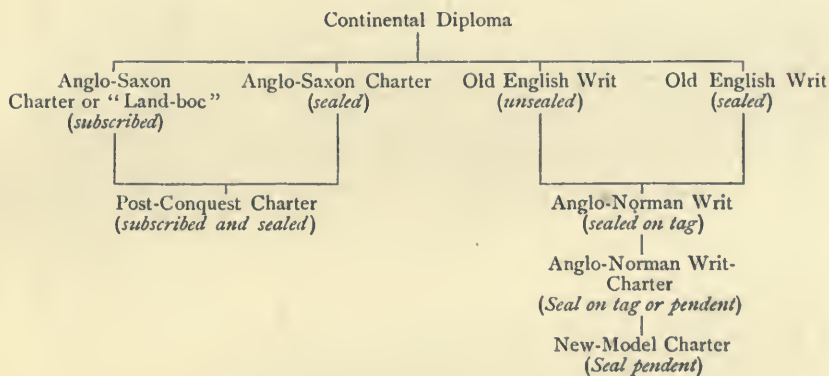 Continental Diploma
Anglo-Saxon
Charter or "Land-boc"
(subscribed)
Anglo-Saxon Charter
(sealed)
Old English Writ
(unsealed)
Old English Writ
(sealed)
Post-Conquest Charter
(subscribed and sealed)
Anglo-Norman Writ
(sealed on tag)
Anglo-Norman Writ-
Charter
(Seal on tag or pendent)
New-Model Charter
(Seal pendent)